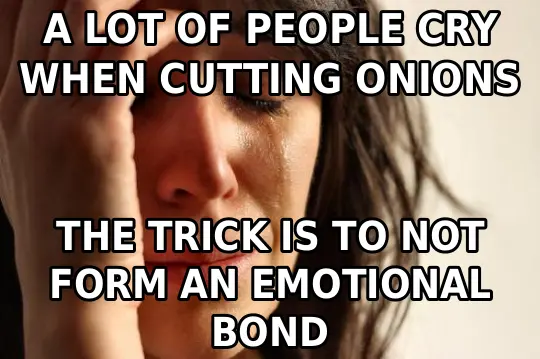 A LOT OF PEOPLE CRY
WHEN CUTTING ONIONS
THE TRICK IS TO NOT
FORM AN EMOTIONAL
BOND